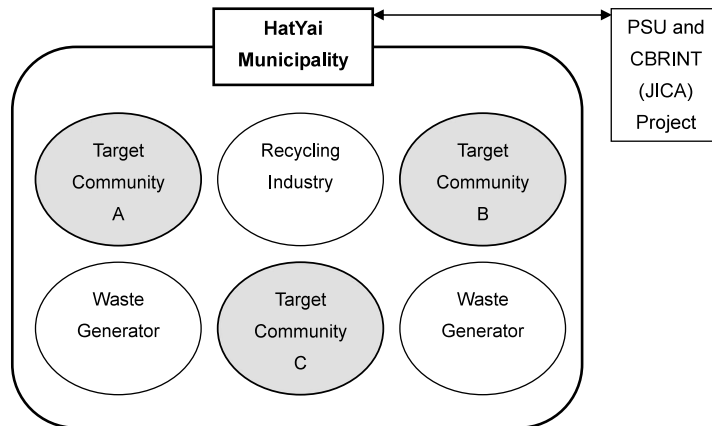 HatYai
Municipality
PSU and
CBRINT
(JICA)
Project
Target
Community
A
Recycling
Industry
Target
Community
B
Waste
Generator
Target
Community
C
Waste
Generator